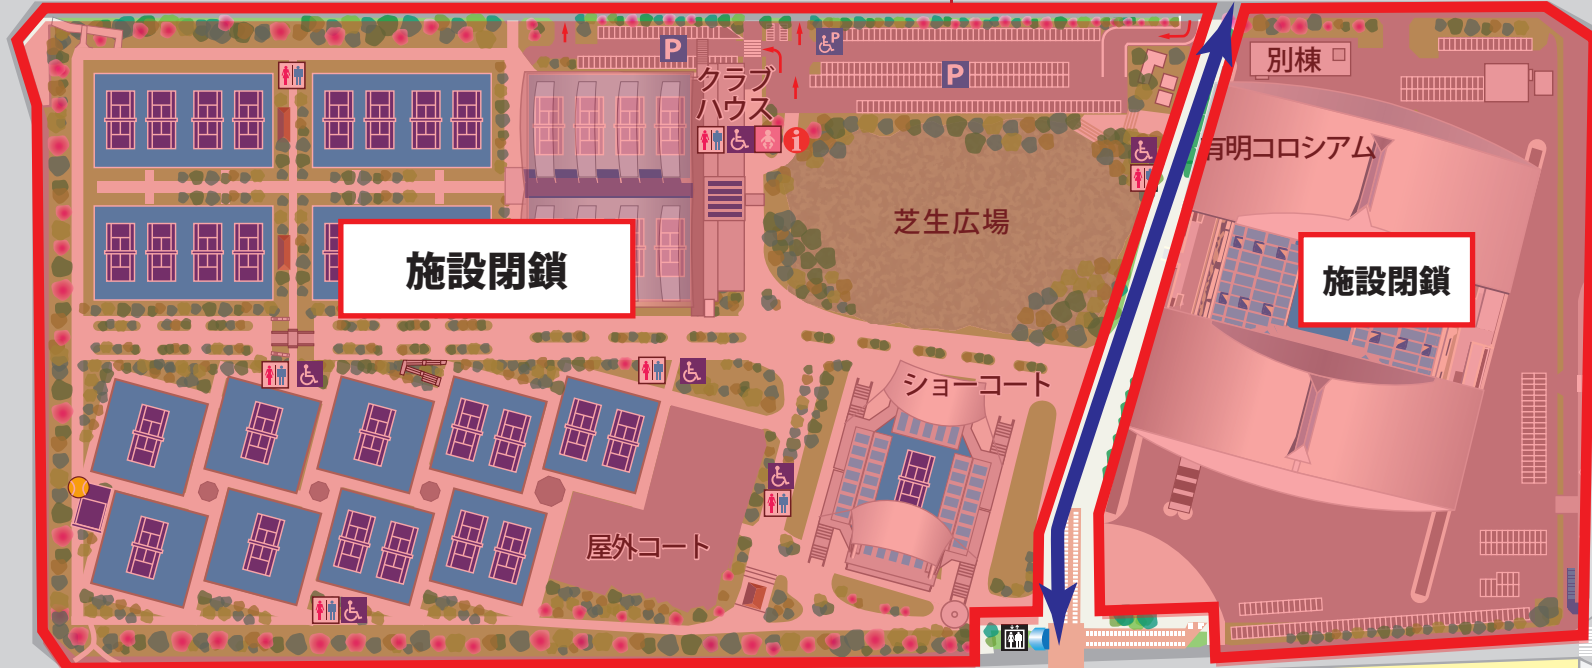 P
P
P
別棟
クラブ
ハウス
i
有明コロシアム
芝生広場
施設閉鎖
施設閉鎖
ショーコート
屋外コート